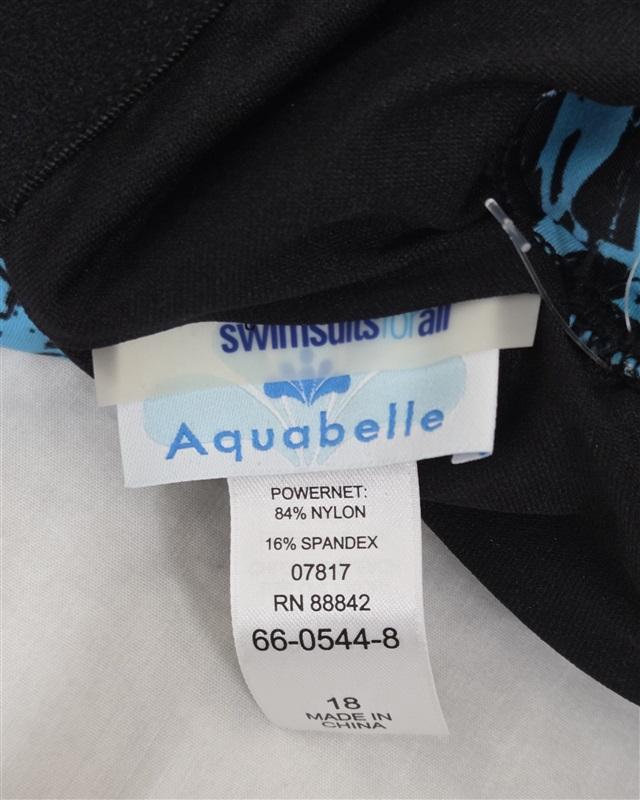 swimsuitsforall
Aquabelle
POWERNET:
84% NYLON
16% SPANDEX
07817
RN 88842
66-0544-8
18
MADE IN
CHINA